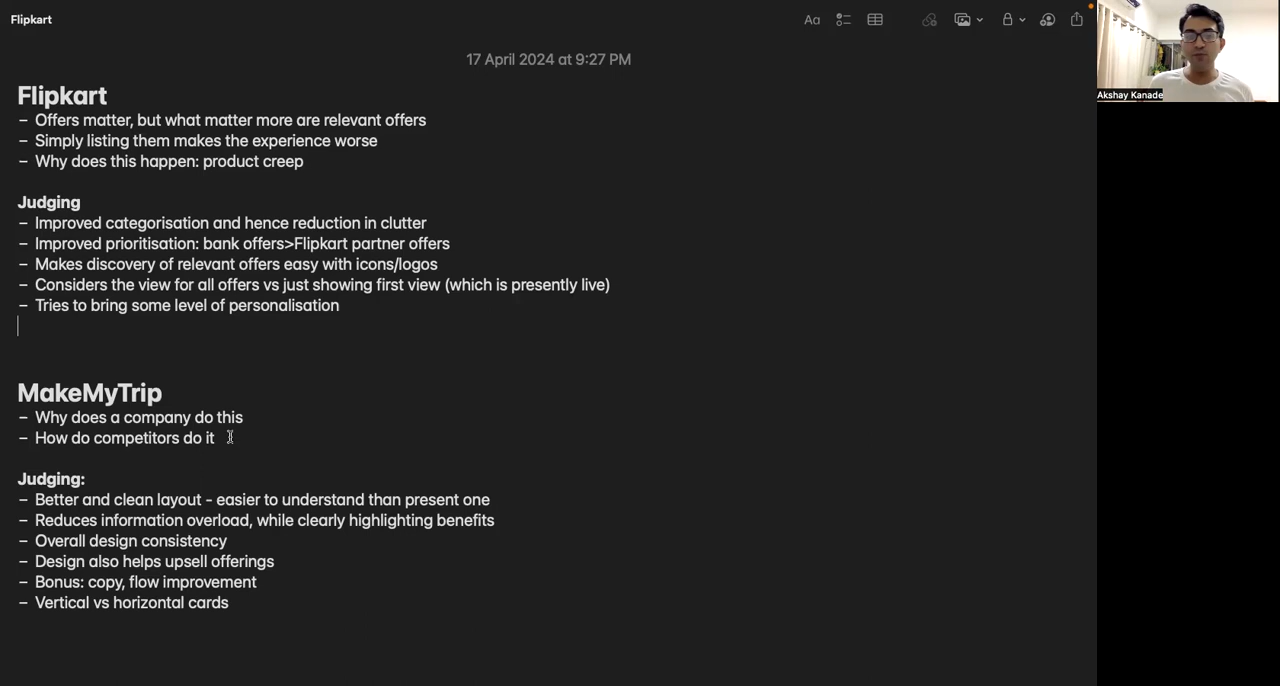 Flipkart
Aa
17 April 2024 at 9:27 PM
Akshay Kanade
Flipkart
- Offers matter, but what matter more are relevant offers
- Simply listing them makes the experience worse
- Why does this happen: product creep
Judging
- Improved categorisation and hence reduction in clutter
- Improved prioritisation: bank offers>Flipkart partner offers
- Makes discovery of relevant offers easy with icons/logos
- Considers the view for all offers vs just showing first view (which is presently live)
- Tries to bring some level of personalisation
MakeMyTrip
- Why does a company do this
- How do competitors do it
Judging:
- Better and clean layout - easier to understand than present one
- Reduces information overload, while clearly highlighting benefits
- Overall design consistency
- Design also helps upsell offerings
- Bonus: copy, flow improvement
- Vertical vs horizontal cards